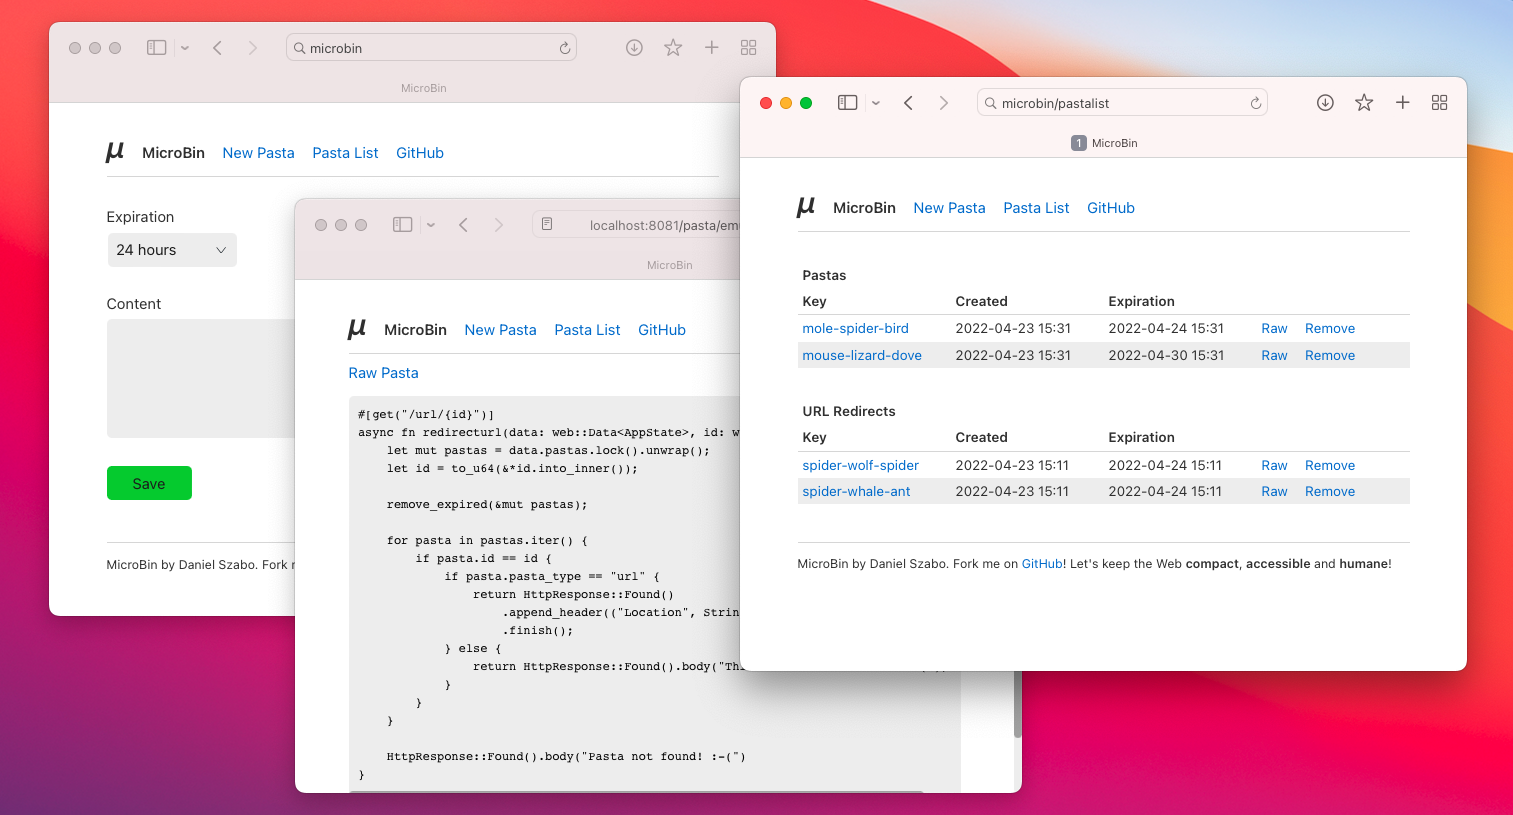 microbin
MicroBin
μ MicroBin New Pasta Pasta List GitHub
Expiration
24 hours
Content
Save
MicroBin by Daniel Szabo. Fork
localhost:8081/pasta/em
MicroBin
μ MicroBin New Pasta Pasta List GitHub
Raw Pasta
#[get("/url/{id}")]
async fn redirecturl(data: web::Data<AppState>, id: w
    let mut pastas = data.pastas.lock().unwrap();
    let id = to_u64(&*id.into_inner());
    remove_expired(&mut pastas);
    for pasta in pastas.iter() {
        if pasta.id == id {
            if pasta.pasta_type == "url" {
                return HttpResponse::Found()
                    .append_header(("Location", Strin
                    .finish();
            } else {
                return HttpResponse::Found().body("Thi
            }
        }
    }
    HttpResponse::Found().body("Pasta not found! :-(")
}
microbin/pastalist
1 MicroBin
μ MicroBin New Pasta Pasta List GitHub
Pastas
Key Created Expiration
mole-spider-bird 2022-04-23 15:31 2022-04-24 15:31 Raw Remove
mouse-lizard-dove 2022-04-23 15:31 2022-04-30 15:31 Raw Remove
URL Redirects
Key Created Expiration
spider-wolf-spider 2022-04-23 15:11 2022-04-24 15:11 Raw Remove
spider-whale-ant 2022-04-23 15:11 2022-04-24 15:11 Raw Remove
MicroBin by Daniel Szabo. Fork me on GitHub! Let's keep the Web compact, accessible and humane!